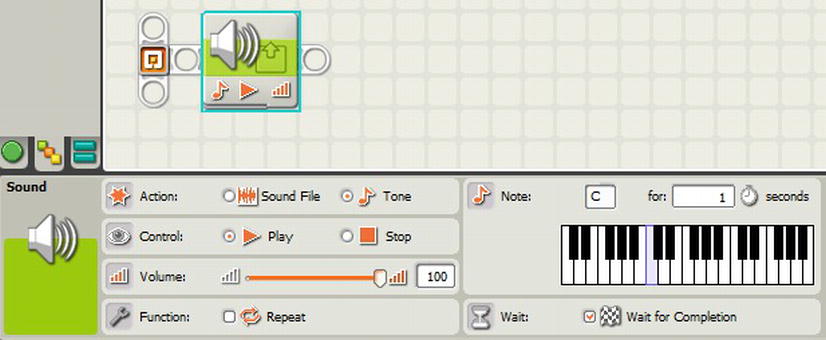 Sound
Action: Sound File Tone
Control: Play Stop
Volume: 100
Function: Repeat
Note: C for: 1 seconds
Wait: Wait for Completion